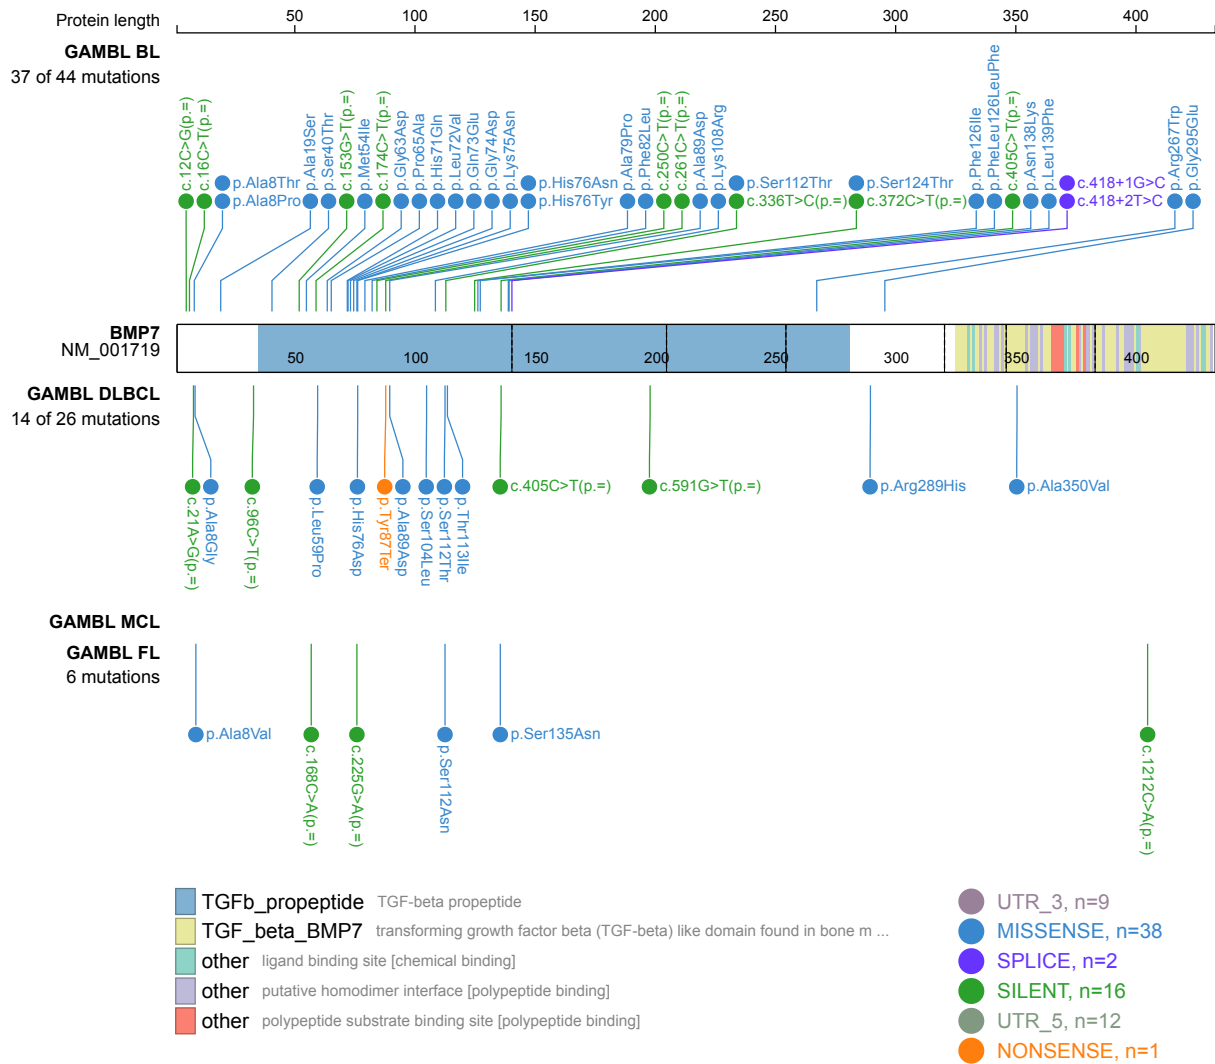 Protein length
50
100
150
200
250
300
350
400
GAMBL BL
37 of 44 mutations
c.12C>G(p.=)
c.16C>T(p.=)
p.Ala8Thr
p.Ala8Pro
p.Ala19Ser
p.Ser40Thr
c.153G>T(p.=)
p.Met54Ile
c.174C>T(p.=)
p.Gly63Asp
p.Pro65Ala
p.His71Gln
p.Leu72Val
p.Gln73Glu
p.Gly74Asp
p.Lys75Asn
p.His76Asn
p.His76Tyr
p.Ala79Pro
p.Phe82Leu
c.250C>T(p.=)
c.261C>T(p.=)
p.Ala89Asp
p.Lys108Arg
p.Ser112Thr
c.336T>C(p.=)
p.Ser124Thr
c.372C>T(p.=)
p.Phe126Ile
p.PheLeu126LeuPhe
c.405C>T(p.=)
p.Asn138Lys
p.Leu139Phe
c.418+1G>C
c.418+2T>C
p.Arg267Trp
p.Gly295Glu
BMP7
NM_001719
50
100
150
200
250
300
350
400
GAMBL DLBCL
14 of 26 mutations
c.21A>G(p.=)
p.Ala8Gly
c.96C>T(p.=)
p.Leu59Pro
p.His76Asp
p.Tyr87Ter
p.Ala89Asp
p.Ser104Leu
p.Ser112Thr
p.Thr113Ile
c.405C>T(p.=)
c.591G>T(p.=)
p.Arg289His
p.Ala350Val
GAMBL MCL
GAMBL FL
6 mutations
p.Ala8Val
c.168C>A(p.=)
c.225G>A(p.=)
p.Ser112Asn
p.Ser135Asn
c.1212C>A(p.=)
TGFb_propeptide TGF-beta propeptide
TGF_beta_BMP7 transforming growth factor beta (TGF-beta) like domain found in bone m ...
other ligand binding site [chemical binding]
other putative homodimer interface [polypeptide binding]
other polypeptide substrate binding site [polypeptide binding]
UTR_3, n=9
MISSENSE, n=38
SPLICE, n=2
SILENT, n=16
UTR_5, n=12
NONSENSE, n=1